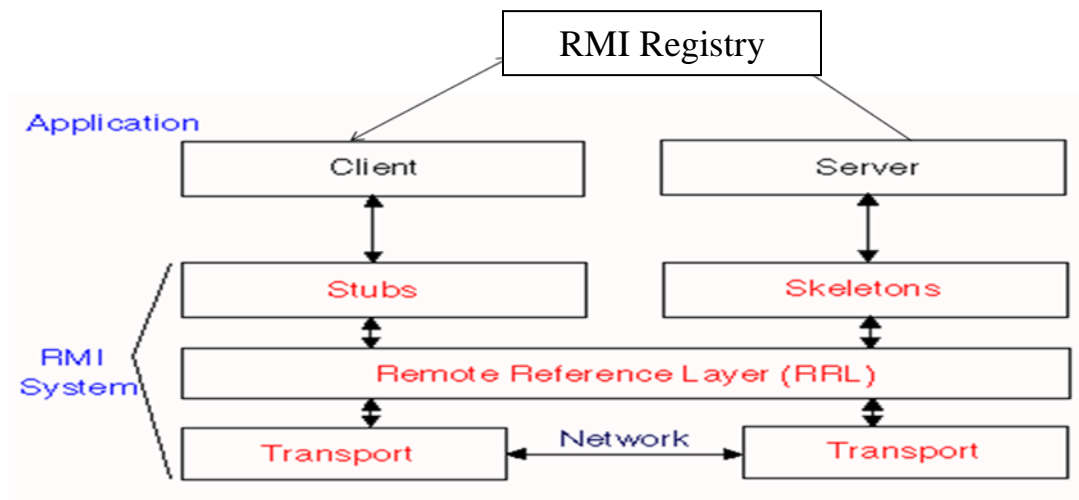 RMI Registry
Application
Client
Server
Stubs
Skeletons
RMI
System
Remote Reference Layer (RRL)
Transport
Network
Transport